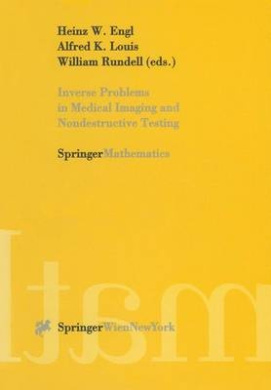 Heinz W. Engl
Alfred K. Louis
William Rundell (eds.)
Inverse Problems
in Medical Imaging and
Nondestructive Testing
SpringerMathematics
SpringerWienNewYork